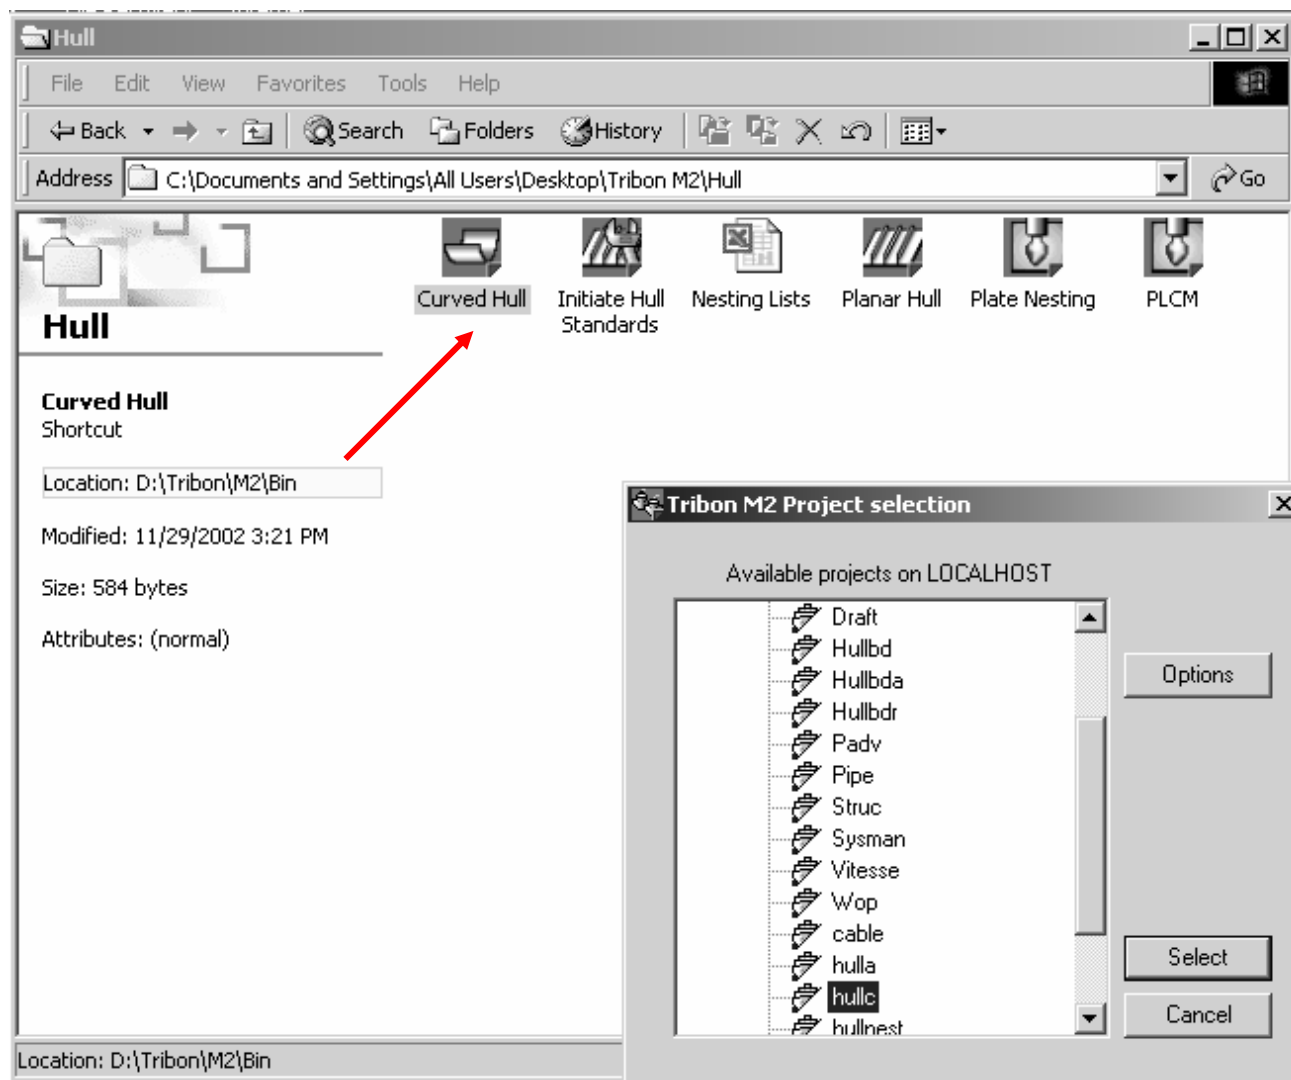 Hull
File Edit View Favorites Tools Help
Back Search Folders History
Address C:\Documents and Settings\All Users\Desktop\Tribon M2\Hull Go
Curved Hull Initiate Hull Standards Nesting Lists Planar Hull Plate Nesting PLCM
Hull
Curved Hull
Shortcut
Location: D:\Tribon\M2\Bin
Modified: 11/29/2002 3:21 PM
Size: 584 bytes
Attributes: (normal)
Location: D:\Tribon\M2\Bin
Tribon M2 Project selection
Available projects on LOCALHOST
Draft
Hullbd
Hullbda
Hullbdr
Padv
Pipe
Struc
Sysman
Vitesse
Wop
cable
hulla
hullc
hullnest
Options
Select
Cancel